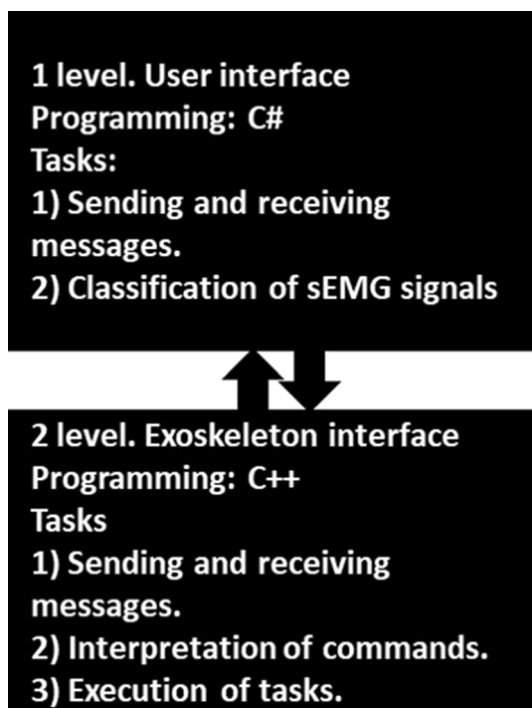 1 level. User interface
Programming: C#
Tasks:
1) Sending and receiving
messages.
2) Classification of sEMG signals
2 level. Exoskeleton interface
Programming: C++
Tasks
1) Sending and receiving
messages.
2) Interpretation of commands.
3) Execution of tasks.